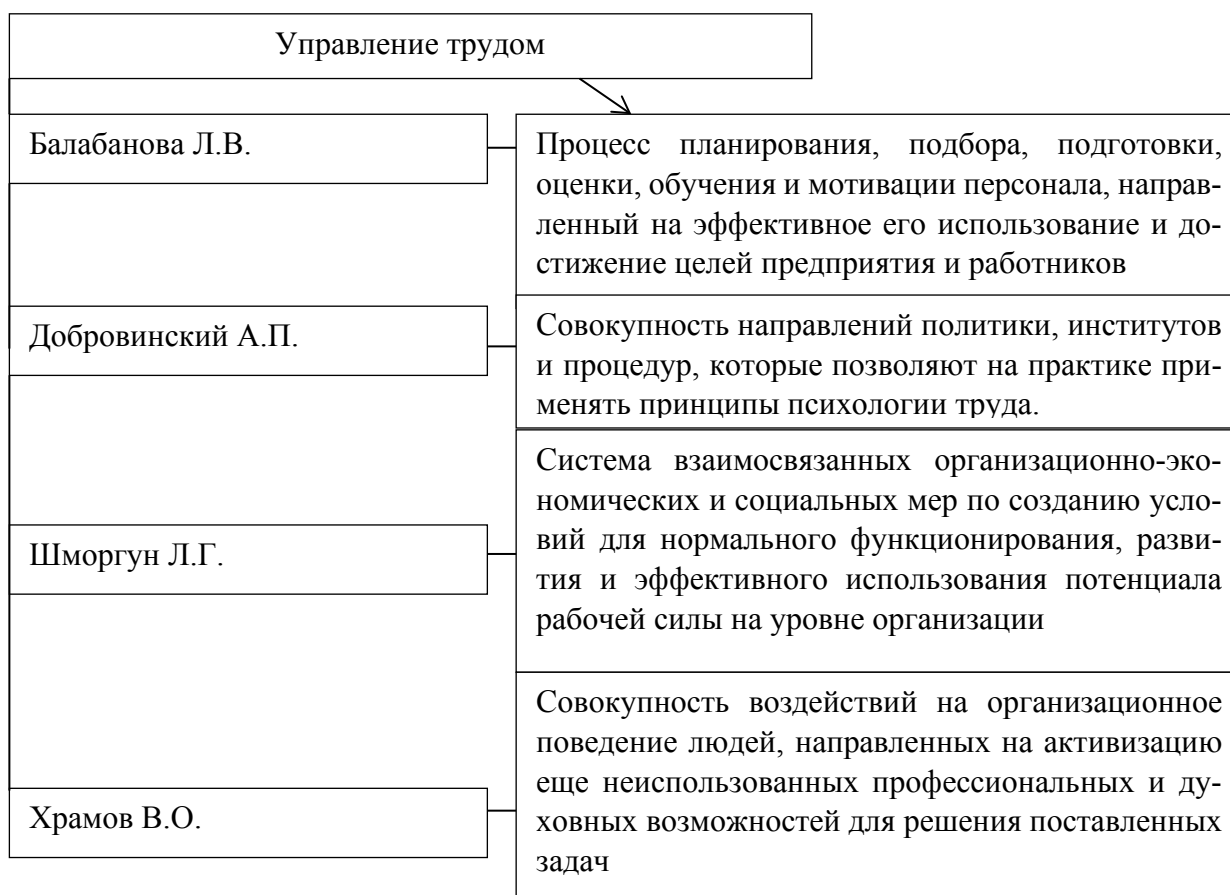 Управление трудом
Балабанова Л.В.
Процесс планирования, подбора, подготовки,
оценки, обучения и мотивации персонала, направ-
ленный на эффективное его использование и до-
стижение целей предприятия и работников
Добровинский А.П.
Совокупность направлений политики, институтов
и процедур, которые позволяют на практике при-
менять принципы психологии труда.
Шморгун Л.Г.
Система взаимосвязанных организационно-эко-
номических и социальных мер по созданию усло-
вий для нормального функционирования, разви-
тия и эффективного использования потенциала
рабочей силы на уровне организации
Храмов В.О.
Совокупность воздействий на организационное
поведение людей, направленных на активизацию
еще неиспользованных профессиональных и ду-
ховных возможностей для решения поставленных
задач